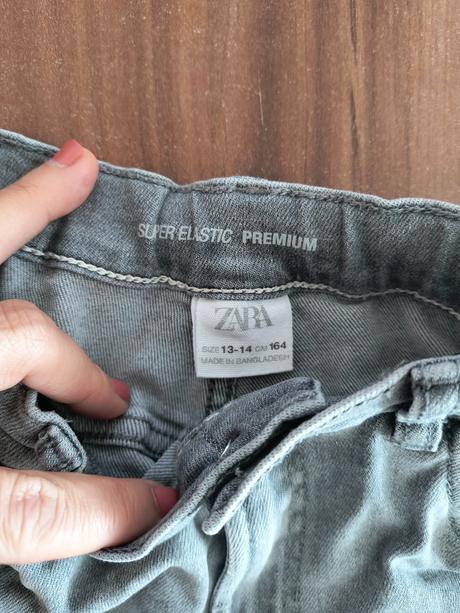 SUPER ELASTIC PREMIUM
ZARA
SIZE 13-14 CM 164
MADE IN BANGLADESH